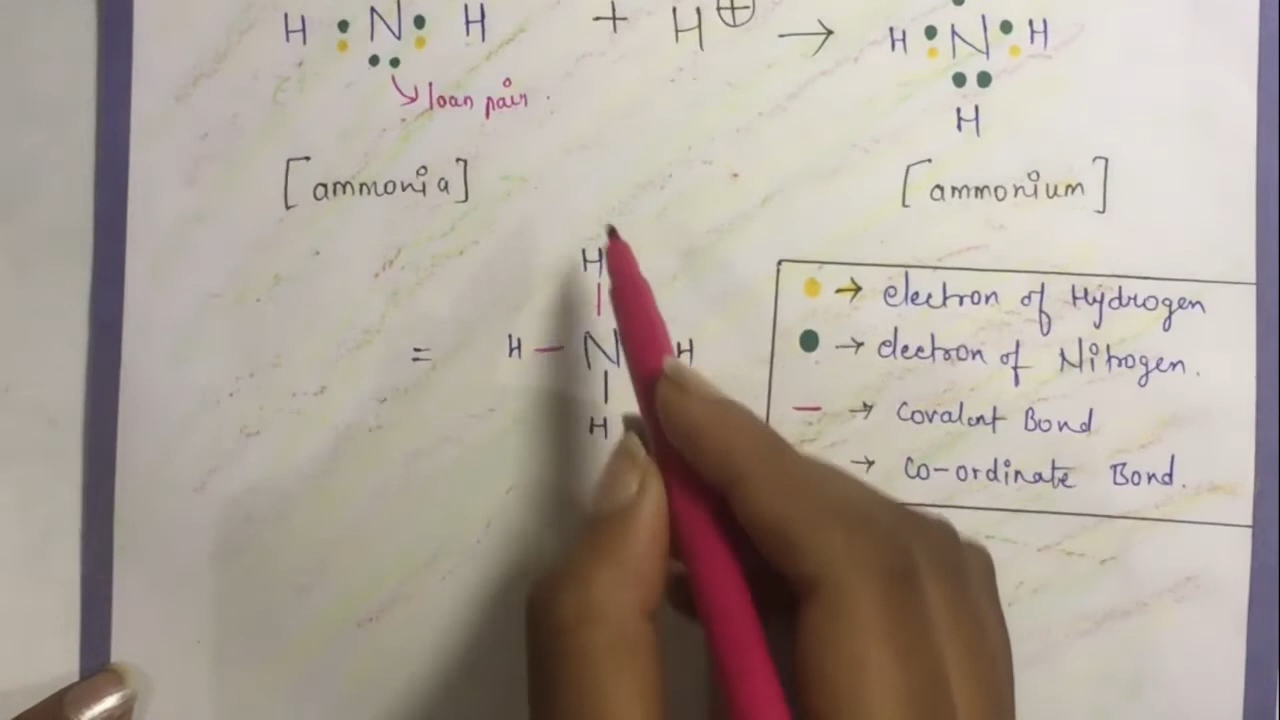 H : N : H + H⊕ → H : N : H
loan pair.
H
[ammonia] [ammonium]
H
= H – N H
H
→ electron of Hydrogen
→ electron of Nitrogen.
→ Covalent Bond
→ Co-ordinate Bond.